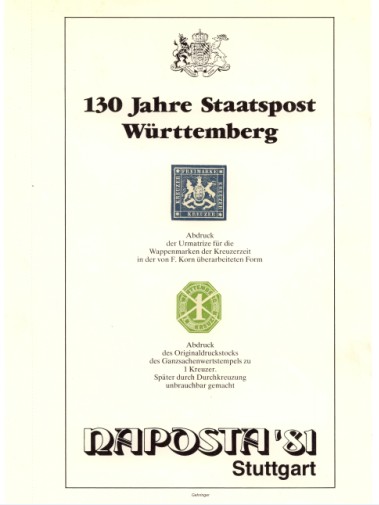 130 Jahre Staatspost
Württemberg
FREIMARKE
KREUZER
KREUZER
KREUZER
Abdruck
der Urmatrize für die
Wappenmarken der Kreuzerzeit
in der von F. Korn überarbeiteten Form
1
KREUZER
Abdruck
des Originaldruckstocks
des Ganzsachenwertstempels zu
1 Kreuzer.
Später durch Durchkreuzung
unbrauchbar gemacht
NAPOSTA '81
Stuttgart